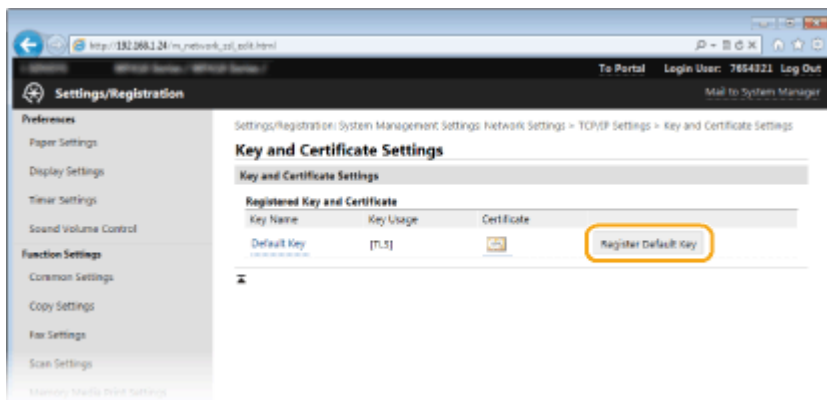 http://192.168.1.24/m_network_ssl_edit.html
To Portal Login User: 7654321 Log Out
Settings/Registration
Mail to System Manager
Preferences
Paper Settings
Display Settings
Timer Settings
Sound Volume Control
Function Settings
Common Settings
Copy Settings
Fax Settings
Scan Settings
Memory Media Print Settings
Settings/Registration: System Management Settings: Network Settings > TCP/IP Settings > Key and Certificate Settings
Key and Certificate Settings
Key and Certificate Settings
Registered Key and Certificate
Key Name Key Usage Certificate
Default Key [TLS] Register Default Key